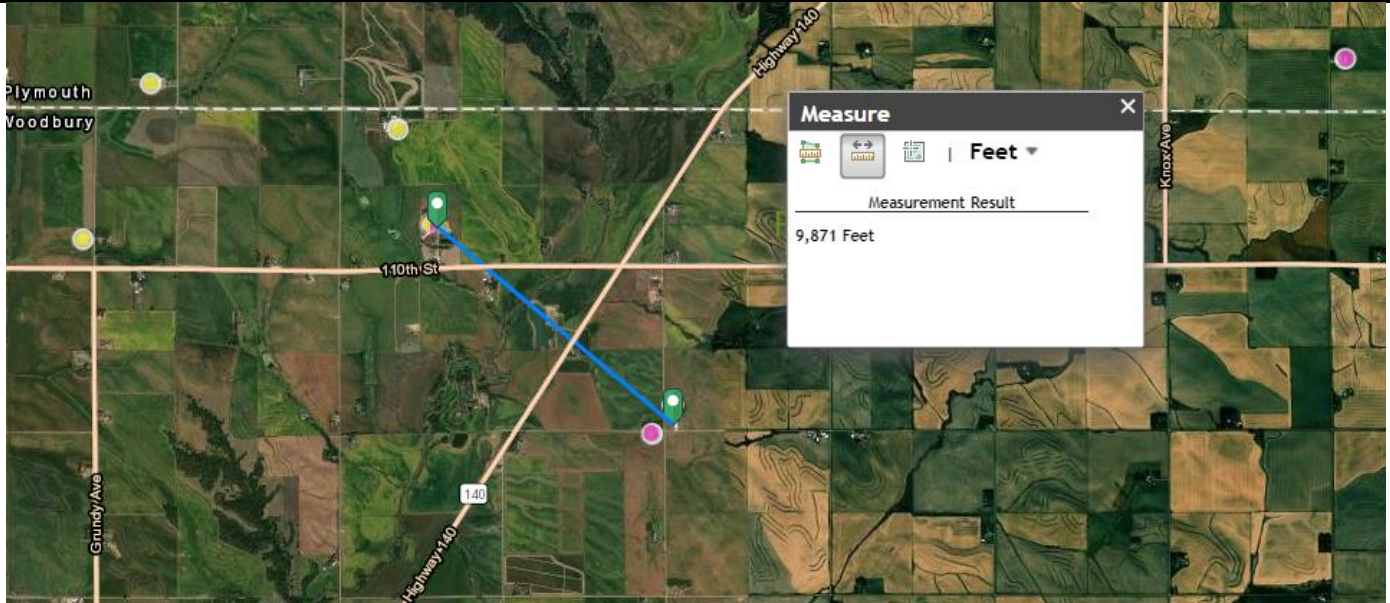 Highway 140
Plymouth
Woodbury
Measure
| Feet
Measurement Result
9,871 Feet
Knox Ave
110th St
140
Grundy Ave
Highway 140